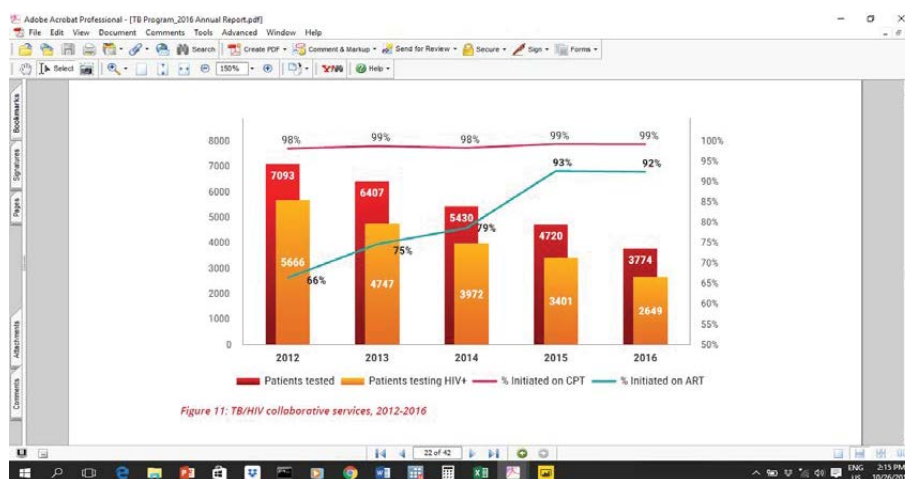 Adobe Acrobat Professional - [TB Program_2016 Annual Report.pdf]
File Edit View Document Comments Tools Advanced Window Help
Search Create PDF Comment & Markup Send for Review Secure Sign Forms
Select 150% Help
Bookmarks
Signatures
Pages
Attachments
Comments
98% 99% 98% 99% 99%
8000 100%
7000 95%
6000 90%
5000 85%
4000 80%
3000 75%
2000 70%
1000 65%
0 60%
55%
50%
7093 6407 5430 4720 3774
5666 4747 3972 3401 2649
66% 75% 79% 93% 92%
2012 2013 2014 2015 2016
Patients tested Patients testing HIV+ % Initiated on CPT % Initiated on ART
Figure 11: TB/HIV collaborative services, 2012-2016
22 of 42
ENG 2:15 PM
US